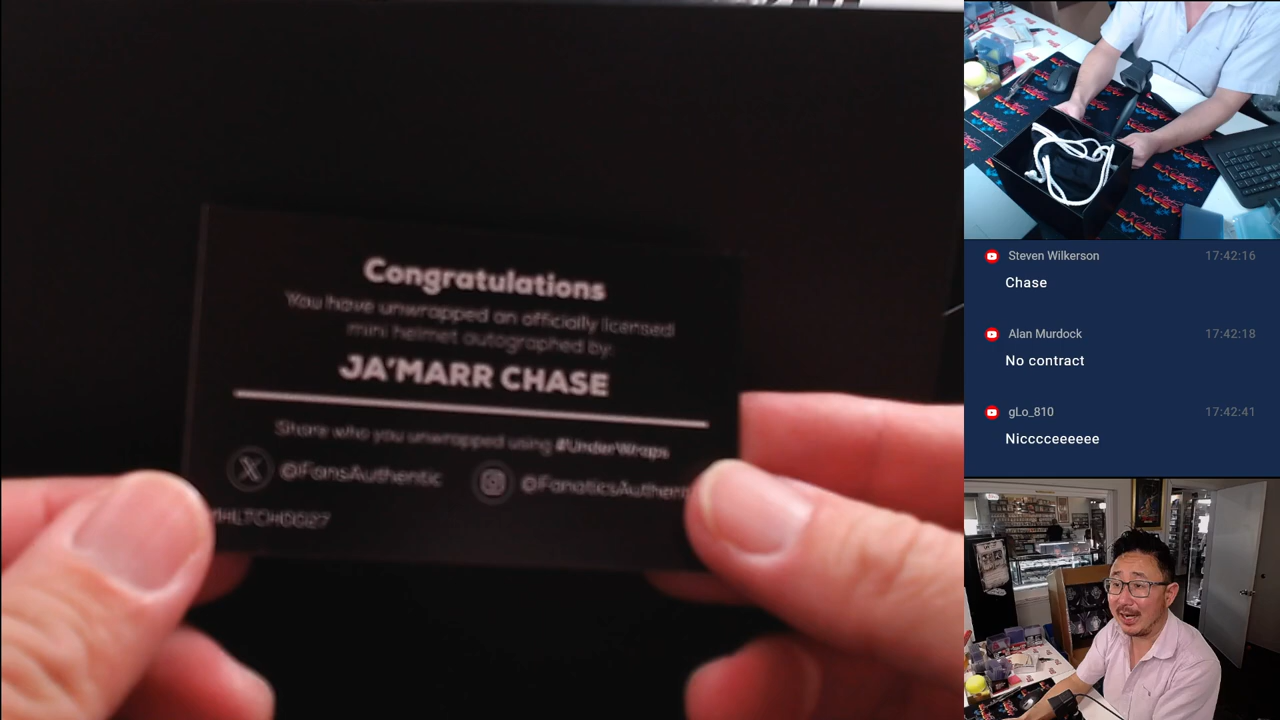 Congratulations
You have unwrapped an officially licensed
mini helmet autographed by:
JA'MARR CHASE
Share who you unwrapped using #UnderWraps
@FansAuthentic
@FanaticsAuthen
Steven Wilkerson 17:42:16
Chase
Alan Murdock 17:42:18
No contract
gLo_810 17:42:41
Nicccceeeeee